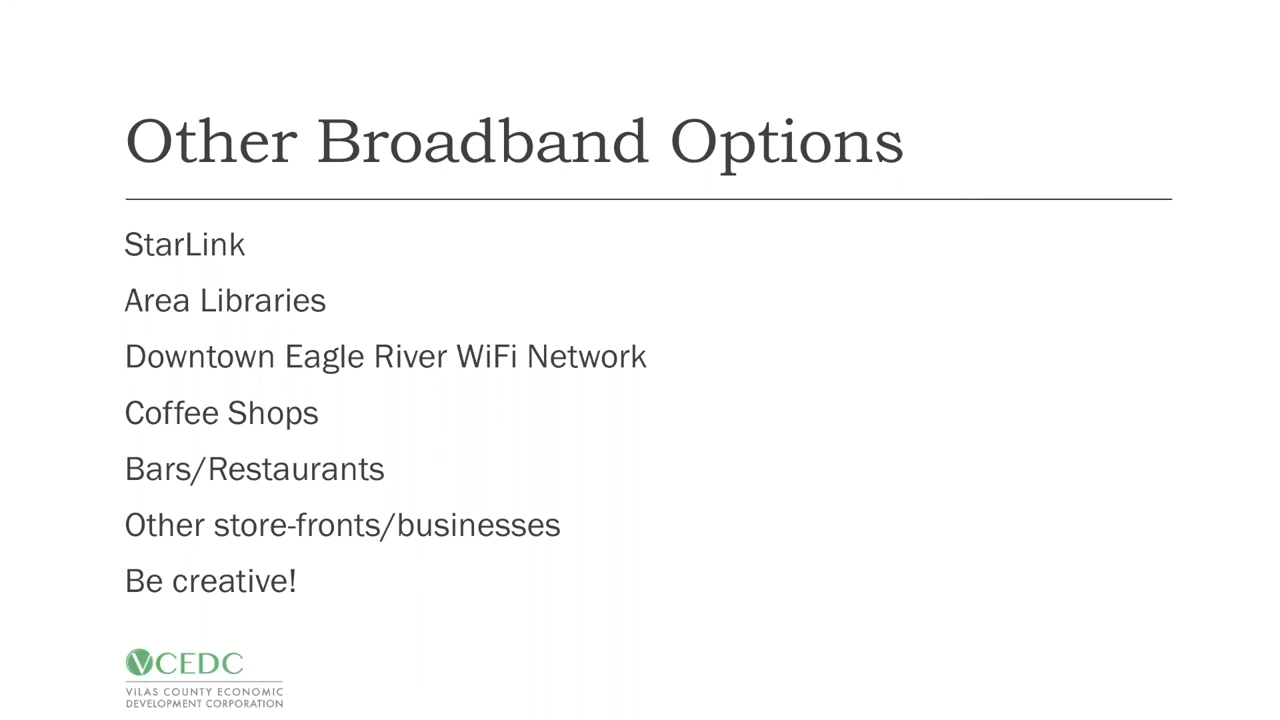 Other Broadband Options
StarLink
Area Libraries
Downtown Eagle River WiFi Network
Coffee Shops
Bars/Restaurants
Other store-fronts/businesses
Be creative!
VCEDC
VILAS COUNTY ECONOMIC
DEVELOPMENT CORPORATION